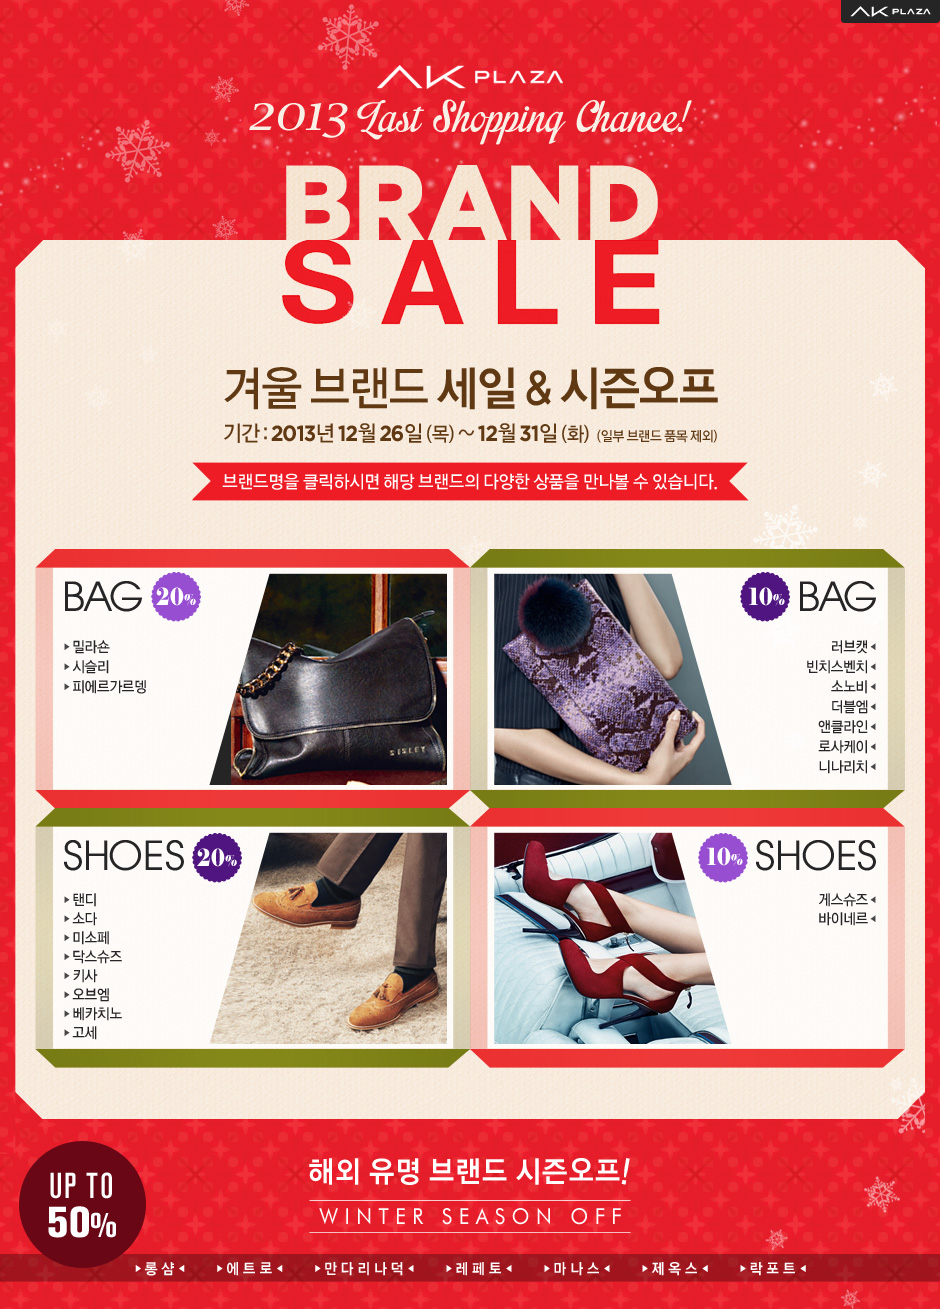 AK PLAZA
AK PLAZA
2013 Last Shopping Chance!
BRAND
SALE
겨울 브랜드 세일 & 시즌오프
기간 : 2013년 12월 26일 (목) ~ 12월 31일 (화) (일부 브랜드 품목 제외)
브랜드명을 클릭하시면 해당 브랜드의 다양한 상품을 만나볼 수 있습니다.
BAG 20%
밀라숀
시슬리
피에르가르뎅
SISLEY
10% BAG
러브캣
빈치스벤치
소노비
더블엠
앤클라인
로사케이
니나리치
SHOES 20%
탠디
소다
미소페
닥스슈즈
키사
오브엠
베카치노
고세
10% SHOES
게스슈즈
바이네르
UP TO
50%
해외 유명 브랜드 시즌오프!
WINTER SEASON OFF
롱샴 에트로 만다리나덕 레페토 마나스 제옥스 락포트